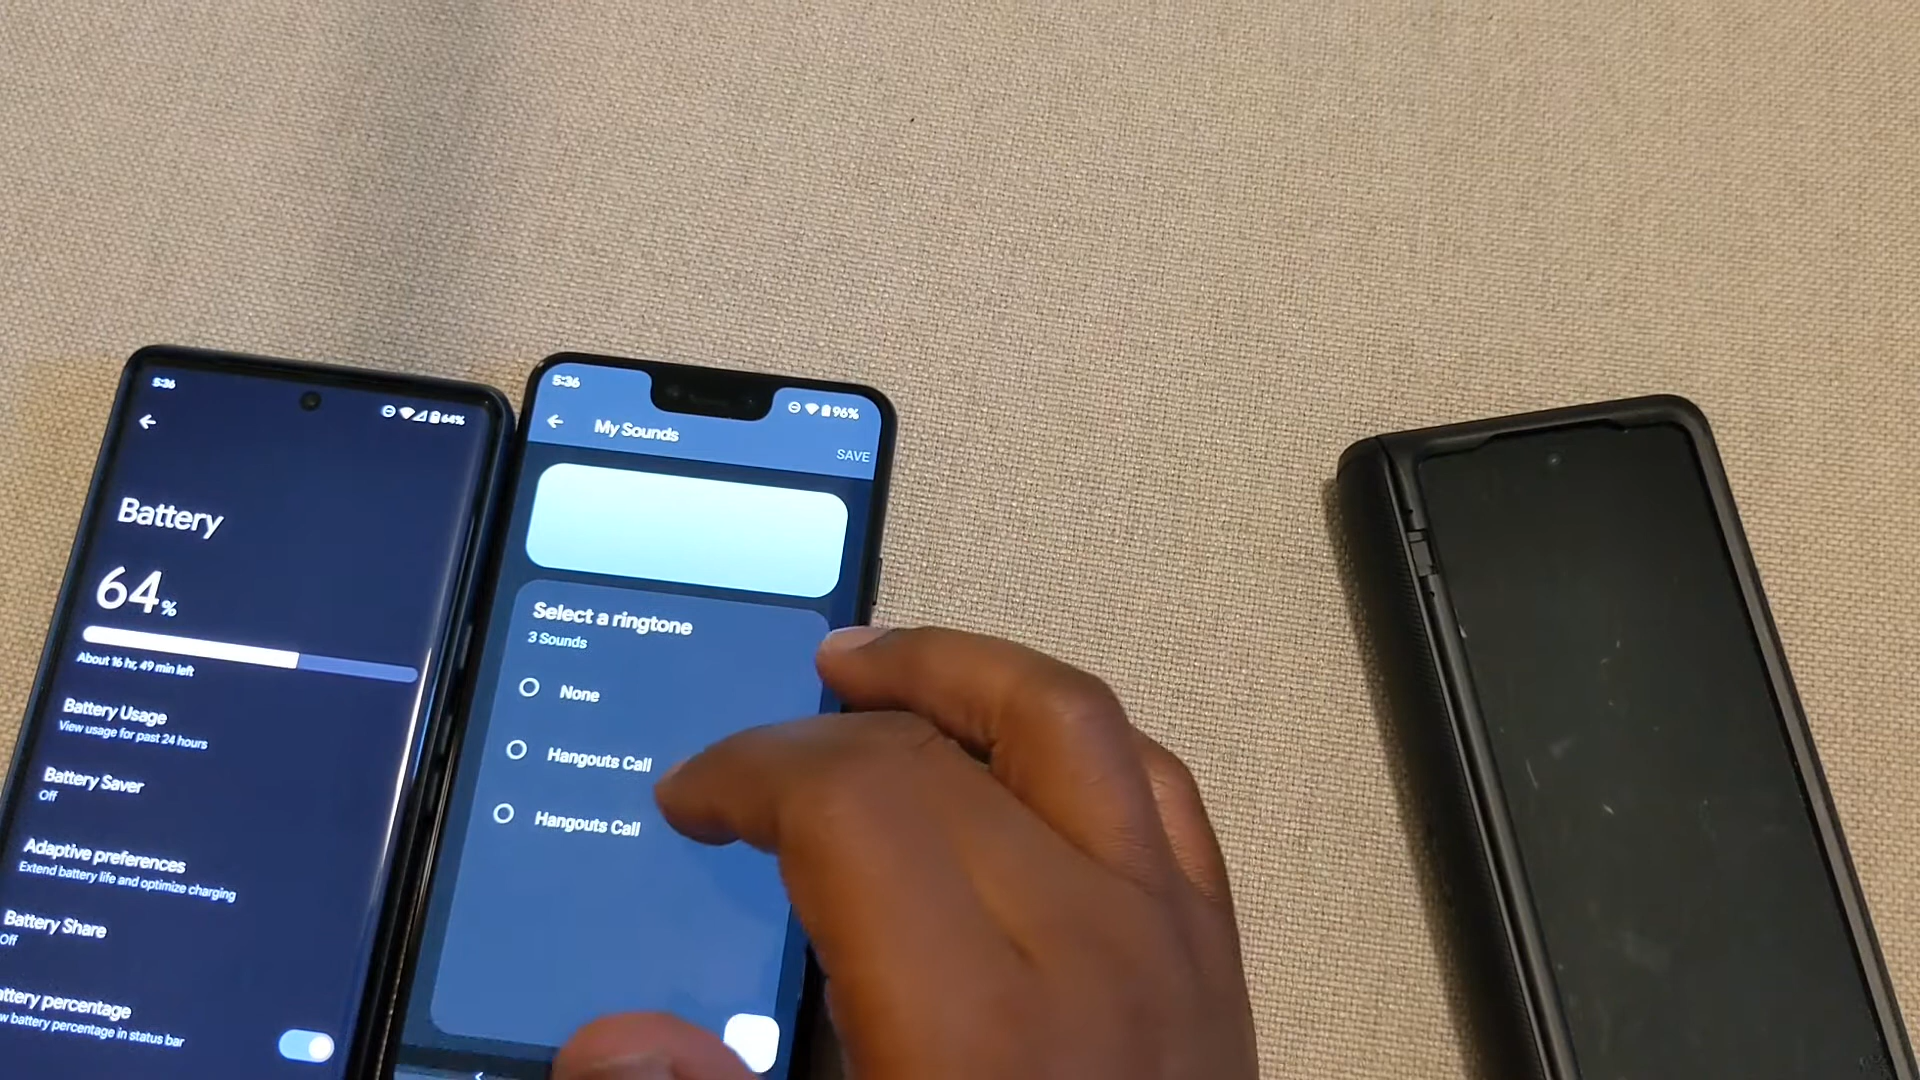 5:36
64%
Battery
64%
About 16 hr, 49 min left
Battery Usage
View usage for past 24 hours
Battery Saver
Off
Adaptive preferences
Extend battery life and optimize charging
Battery Share
Off
attery percentage
w battery percentage in status bar
5:36
96%
My Sounds
SAVE
Select a ringtone
3 Sounds
None
Hangouts Call
Hangouts Call